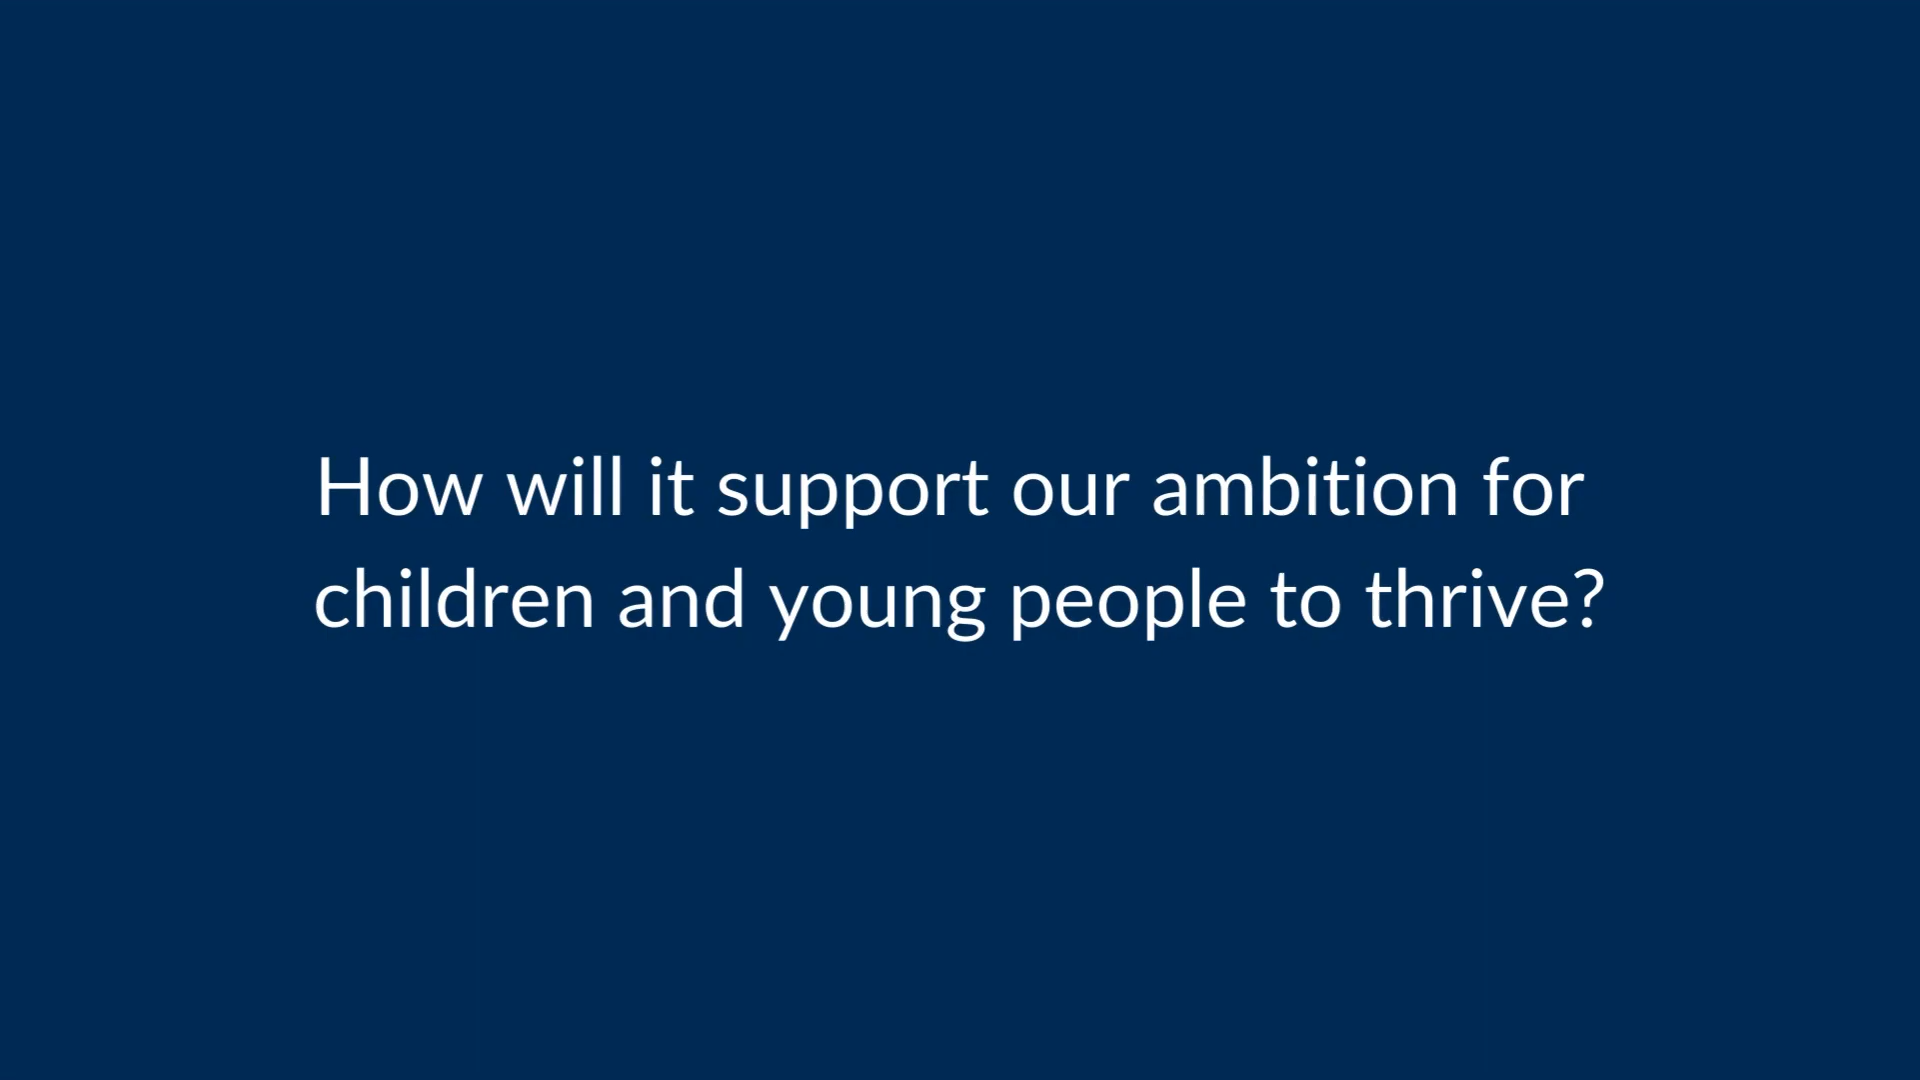 How will it support our ambition for
children and young people to thrive?